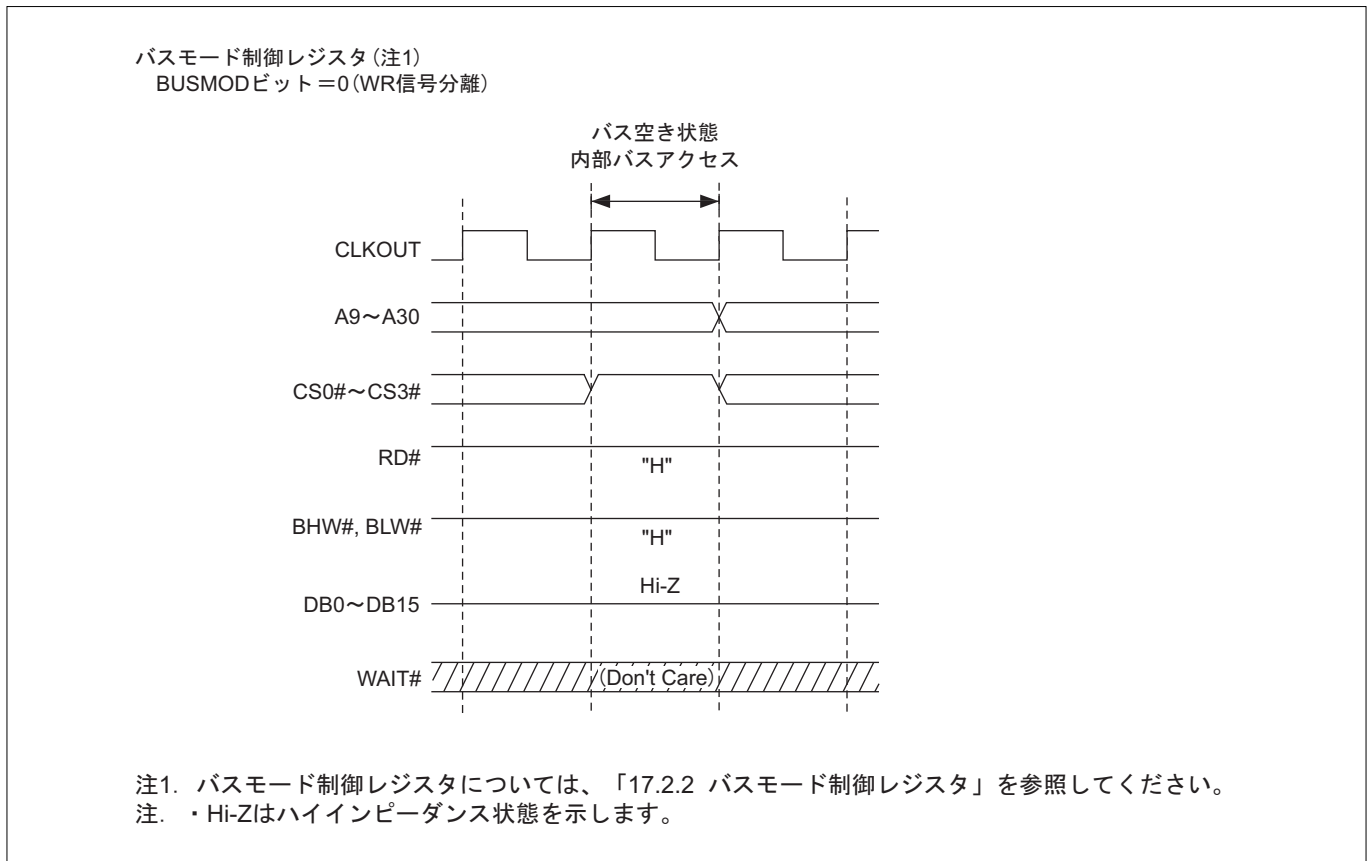 バスモード制御レジスタ(注1)
BUSMODビット＝0(WR信号分離)
バス空き状態
内部バスアクセス
CLKOUT
A9～A30
CS0#～CS3#
RD#
"H"
BHW#, BLW#
"H"
Hi-Z
DB0～DB15
WAIT#
(Don't Care)
注1. バスモード制御レジスタについては、「17.2.2 バスモード制御レジスタ」を参照してください。
注. ・Hi-Zはハイインピーダンス状態を示します。